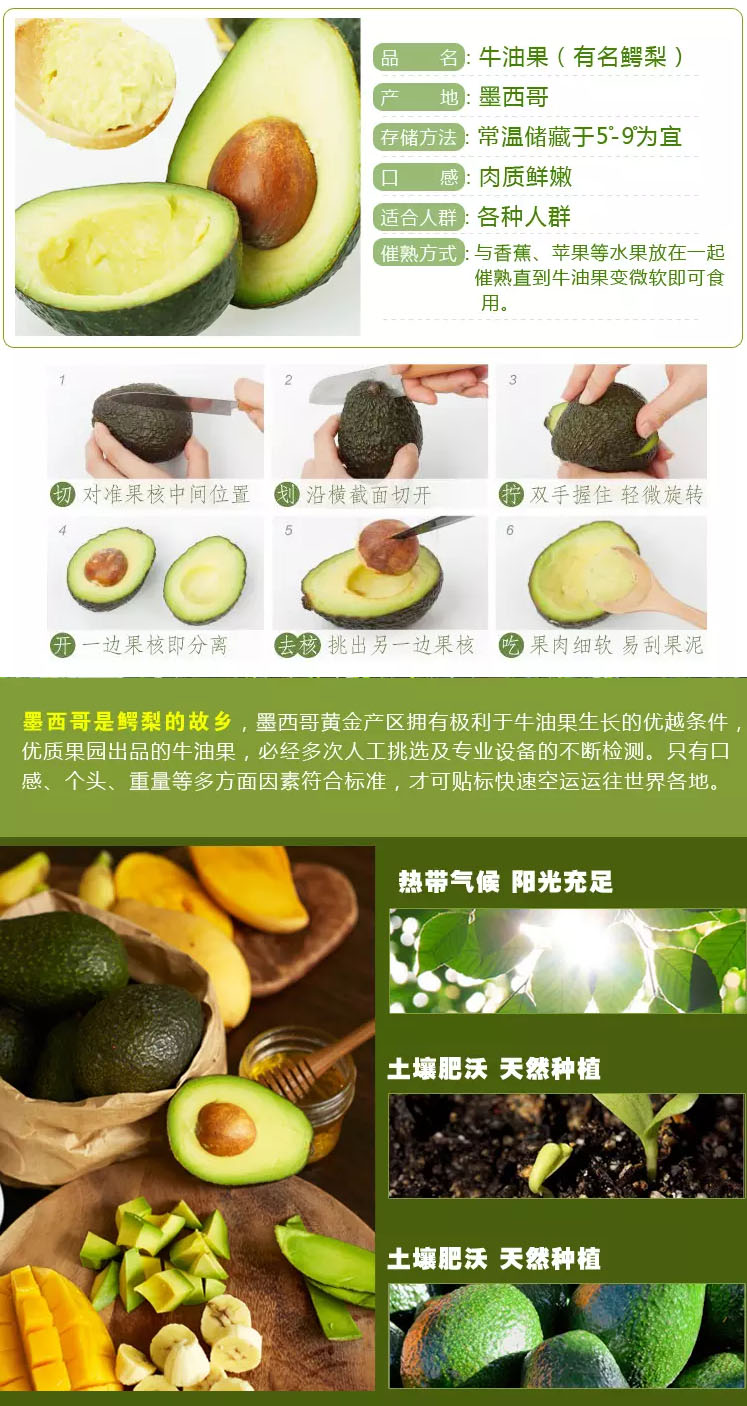 品名：牛油果（有名鳄梨）
产地：墨西哥
存储方法：常温储藏于5°-9°为宜
口感：肉质鲜嫩
适合人群：各种人群
催熟方式：与香蕉、苹果等水果放在一起
催熟直到牛油果变微软即可食
用。
1
2
3
切 对准果核中间位置
划 沿横截面切开
拧 双手握住 轻微旋转
4
5
6
开 一边果核即分离
去核 挑出另一边果核
吃 果肉细软 易刮果泥
墨西哥是鳄梨的故乡，墨西哥黄金产区拥有极利于牛油果生长的优越条件，
优质果园出品的牛油果，必经多次人工挑选及专业设备的不断检测。只有口
感、个头、重量等多方面因素符合标准，才可贴标快速空运运往世界各地。
热带气候 阳光充足
土壤肥沃 天然种植
土壤肥沃 天然种植